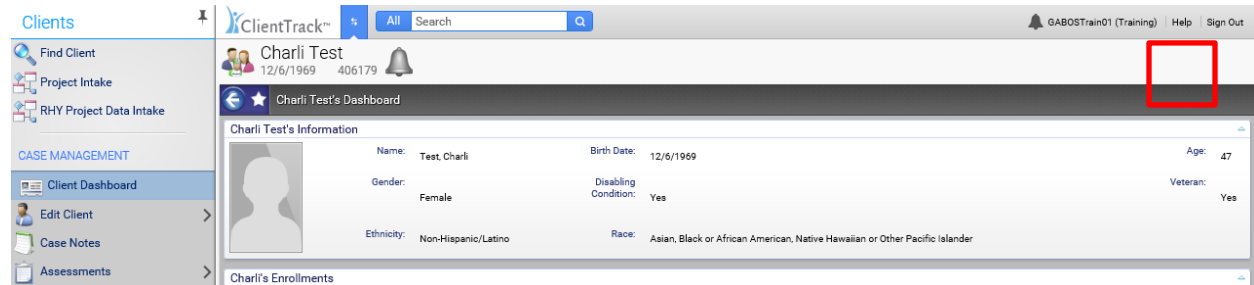 Clients
ClientTrack™
All Search
GABOSTrain01 (Training) Help Sign Out
Find Client
Project Intake
RHY Project Data Intake
CASE MANAGEMENT
Client Dashboard
Edit Client
Case Notes
Assessments
Charli Test
12/6/1969 406179
Charli Test's Dashboard
Charli Test's Information
Name: Test, Charli Birth Date: 12/6/1969 Age: 47
Gender: Female Disabling Condition: Yes Veteran: Yes
Ethnicity: Non-Hispanic/Latino Race: Asian, Black or African American, Native Hawaiian or Other Pacific Islander
Charli's Enrollments